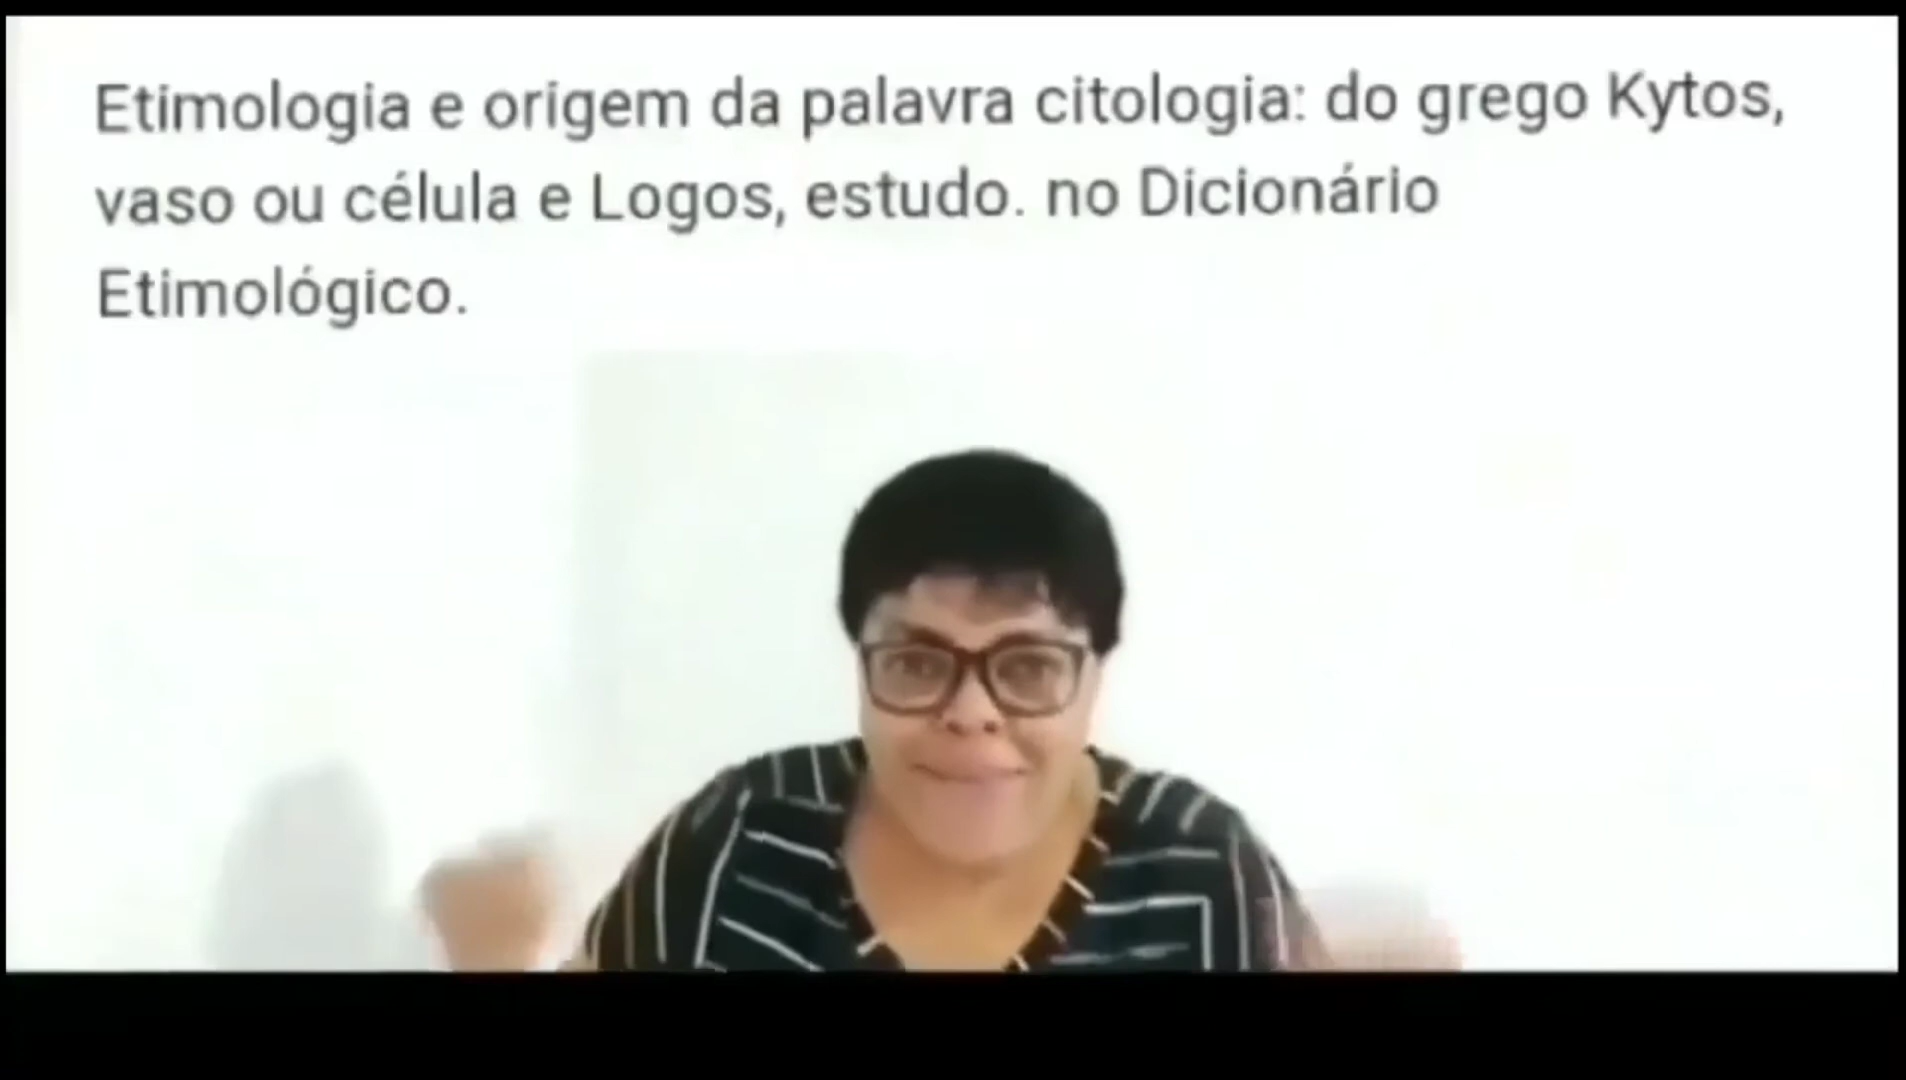 Etimologia e origem da palavra citologia: do grego Kytos,
vaso ou célula e Logos, estudo. no Dicionário
Etimológico.